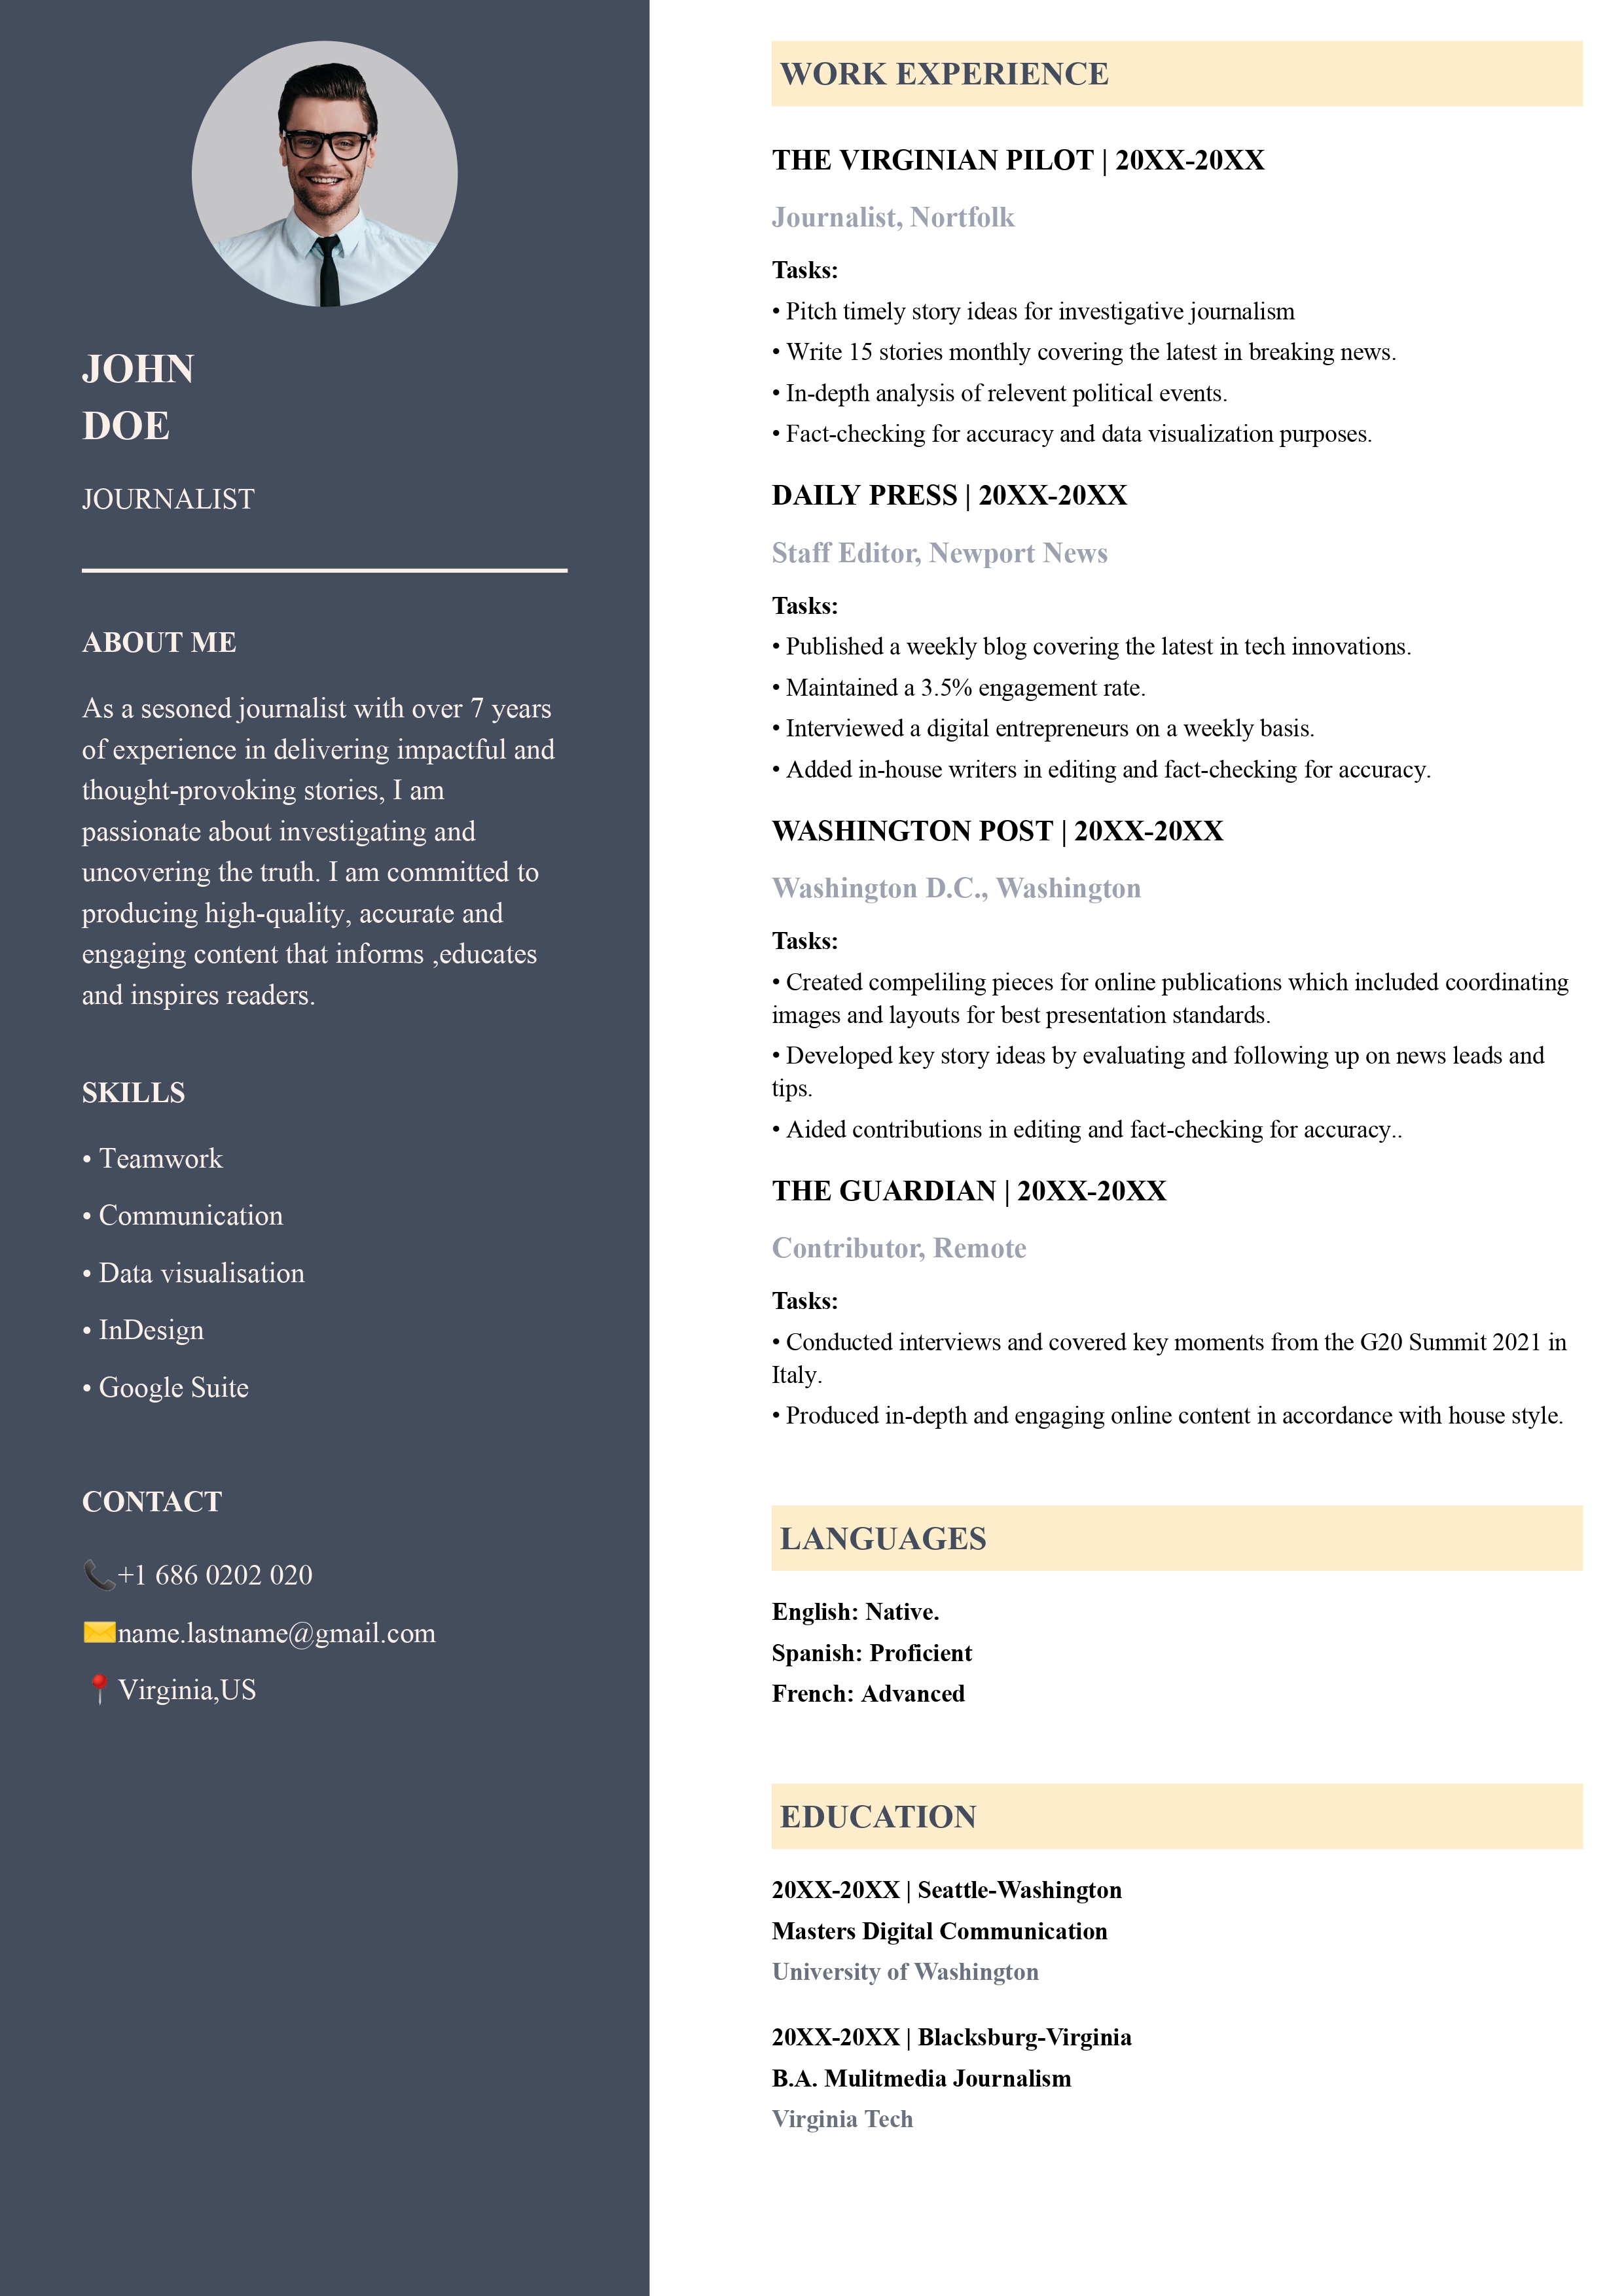 JOHN
DOE
JOURNALIST
ABOUT ME
As a sesoned journalist with over 7 years
of experience in delivering impactful and
thought-provoking stories, I am
passionate about investigating and
uncovering the truth. I am committed to
producing high-quality, accurate and
engaging content that informs ,educates
and inspires readers.
SKILLS
• Teamwork
• Communication
• Data visualisation
• InDesign
• Google Suite
CONTACT
+1 686 0202 020
name.lastname@gmail.com
Virginia,US
WORK EXPERIENCE
THE VIRGINIAN PILOT | 20XX-20XX
Journalist, Nortfolk
Tasks:
• Pitch timely story ideas for investigative journalism
• Write 15 stories monthly covering the latest in breaking news.
• In-depth analysis of relevent political events.
• Fact-checking for accuracy and data visualization purposes.
DAILY PRESS | 20XX-20XX
Staff Editor, Newport News
Tasks:
• Published a weekly blog covering the latest in tech innovations.
• Maintained a 3.5% engagement rate.
• Interviewed a digital entrepreneurs on a weekly basis.
• Added in-house writers in editing and fact-checking for accuracy.
WASHINGTON POST | 20XX-20XX
Washington D.C., Washington
Tasks:
• Created compeliling pieces for online publications which included coordinating
images and layouts for best presentation standards.
• Developed key story ideas by evaluating and following up on news leads and
tips.
• Aided contributions in editing and fact-checking for accuracy..
THE GUARDIAN | 20XX-20XX
Contributor, Remote
Tasks:
• Conducted interviews and covered key moments from the G20 Summit 2021 in
Italy.
• Produced in-depth and engaging online content in accordance with house style.
LANGUAGES
English: Native.
Spanish: Proficient
French: Advanced
EDUCATION
20XX-20XX | Seattle-Washington
Masters Digital Communication
University of Washington
20XX-20XX | Blacksburg-Virginia
B.A. Mulitmedia Journalism
Virginia Tech